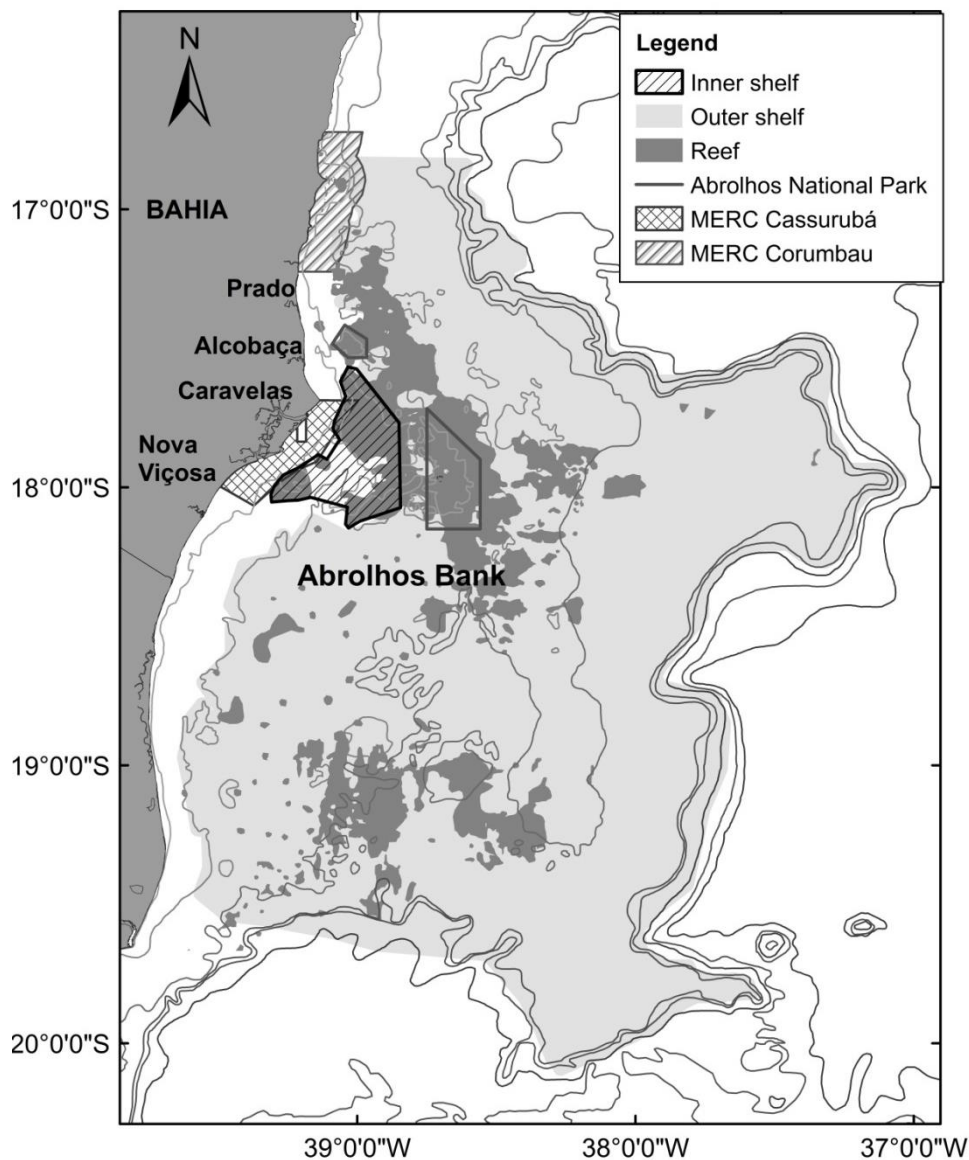 N
Legend
Inner shelf
Outer shelf
Reef
Abrolhos National Park
MERC Cassurubá
MERC Corumbau
17°0'0"S
BAHIA
Prado
Alcobaça
Caravelas
Nova
Viçosa
18°0'0"S
Abrolhos Bank
19°0'0"S
20°0'0"S
39°0'0"W
38°0'0"W
37°0'0"W